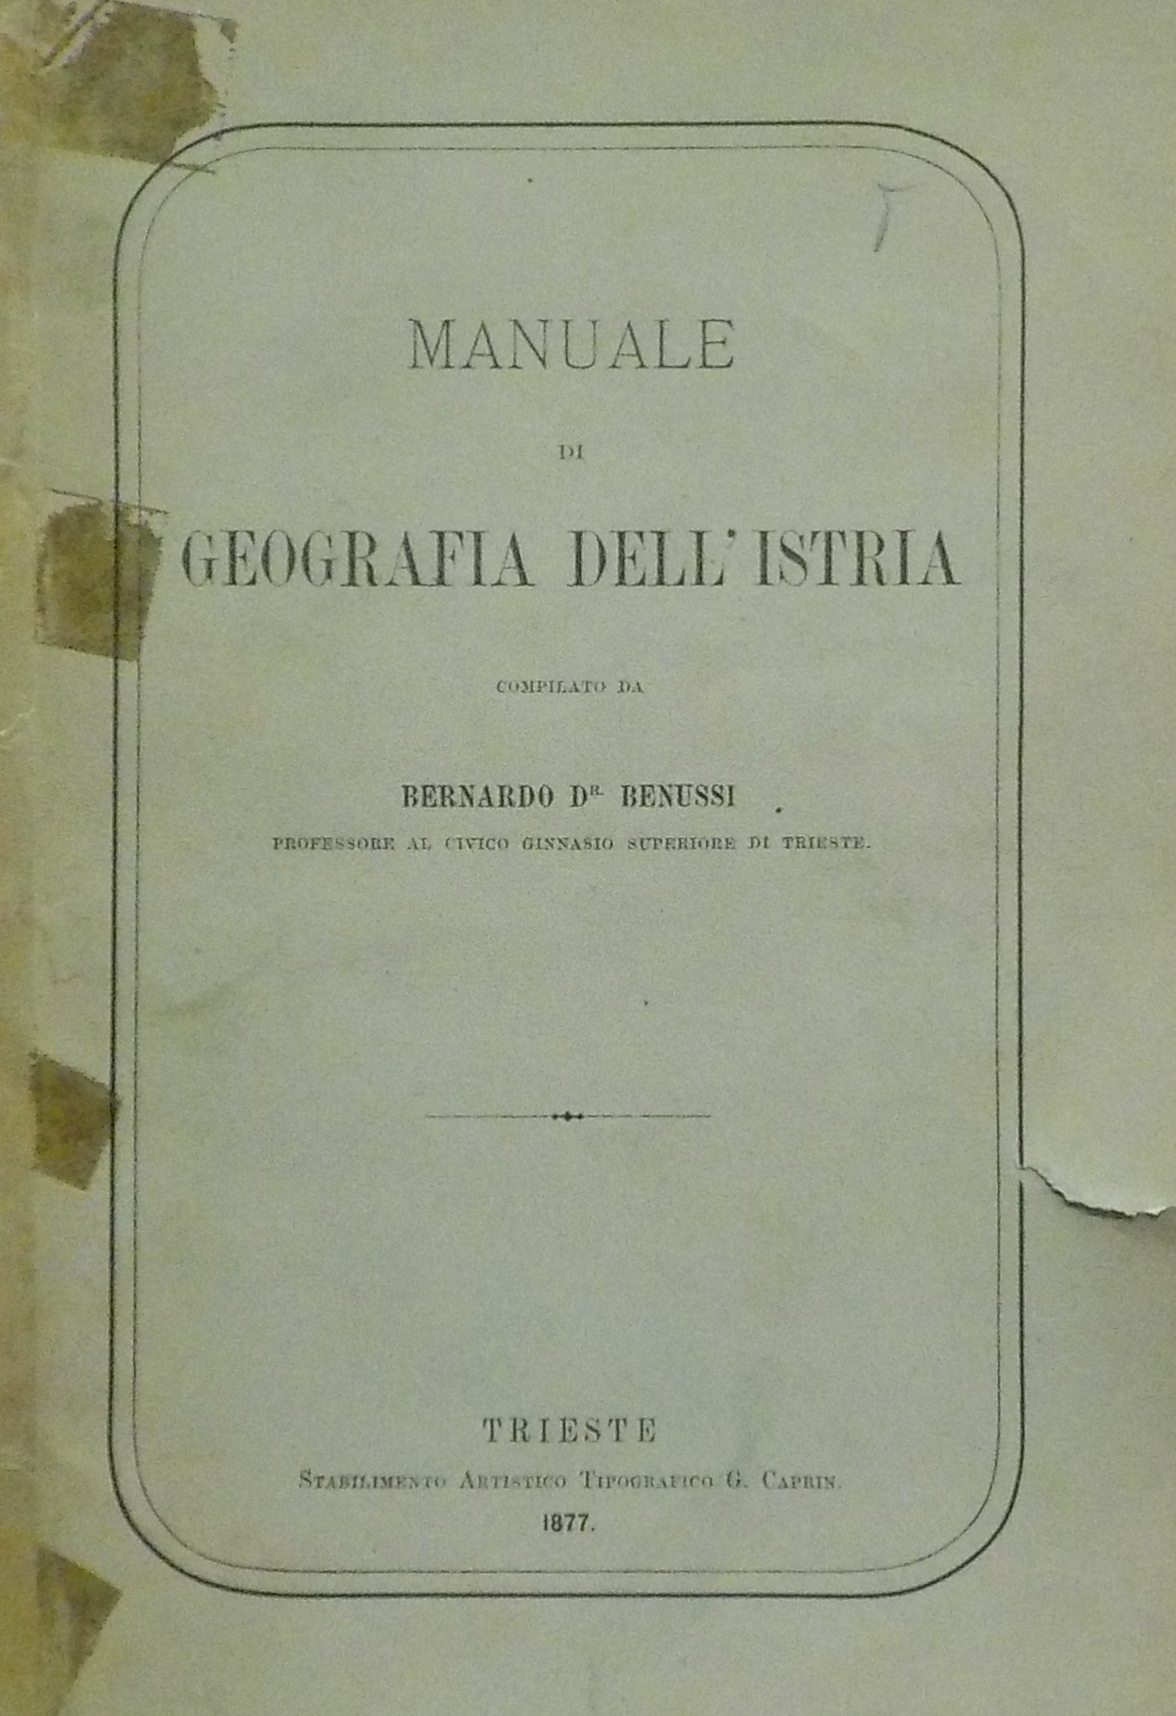 MANUALE
DI
GEOGRAFIA DELL'ISTRIA
COMPILATO DA
BERNARDO DR. BENUSSI
PROFESSORE AL CIVICO GINNASIO SUPERIORE DI TRIESTE.
TRIESTE
STABILIMENTO ARTISTICO TIPOGRAFICO G. CAPRIN.
1877.